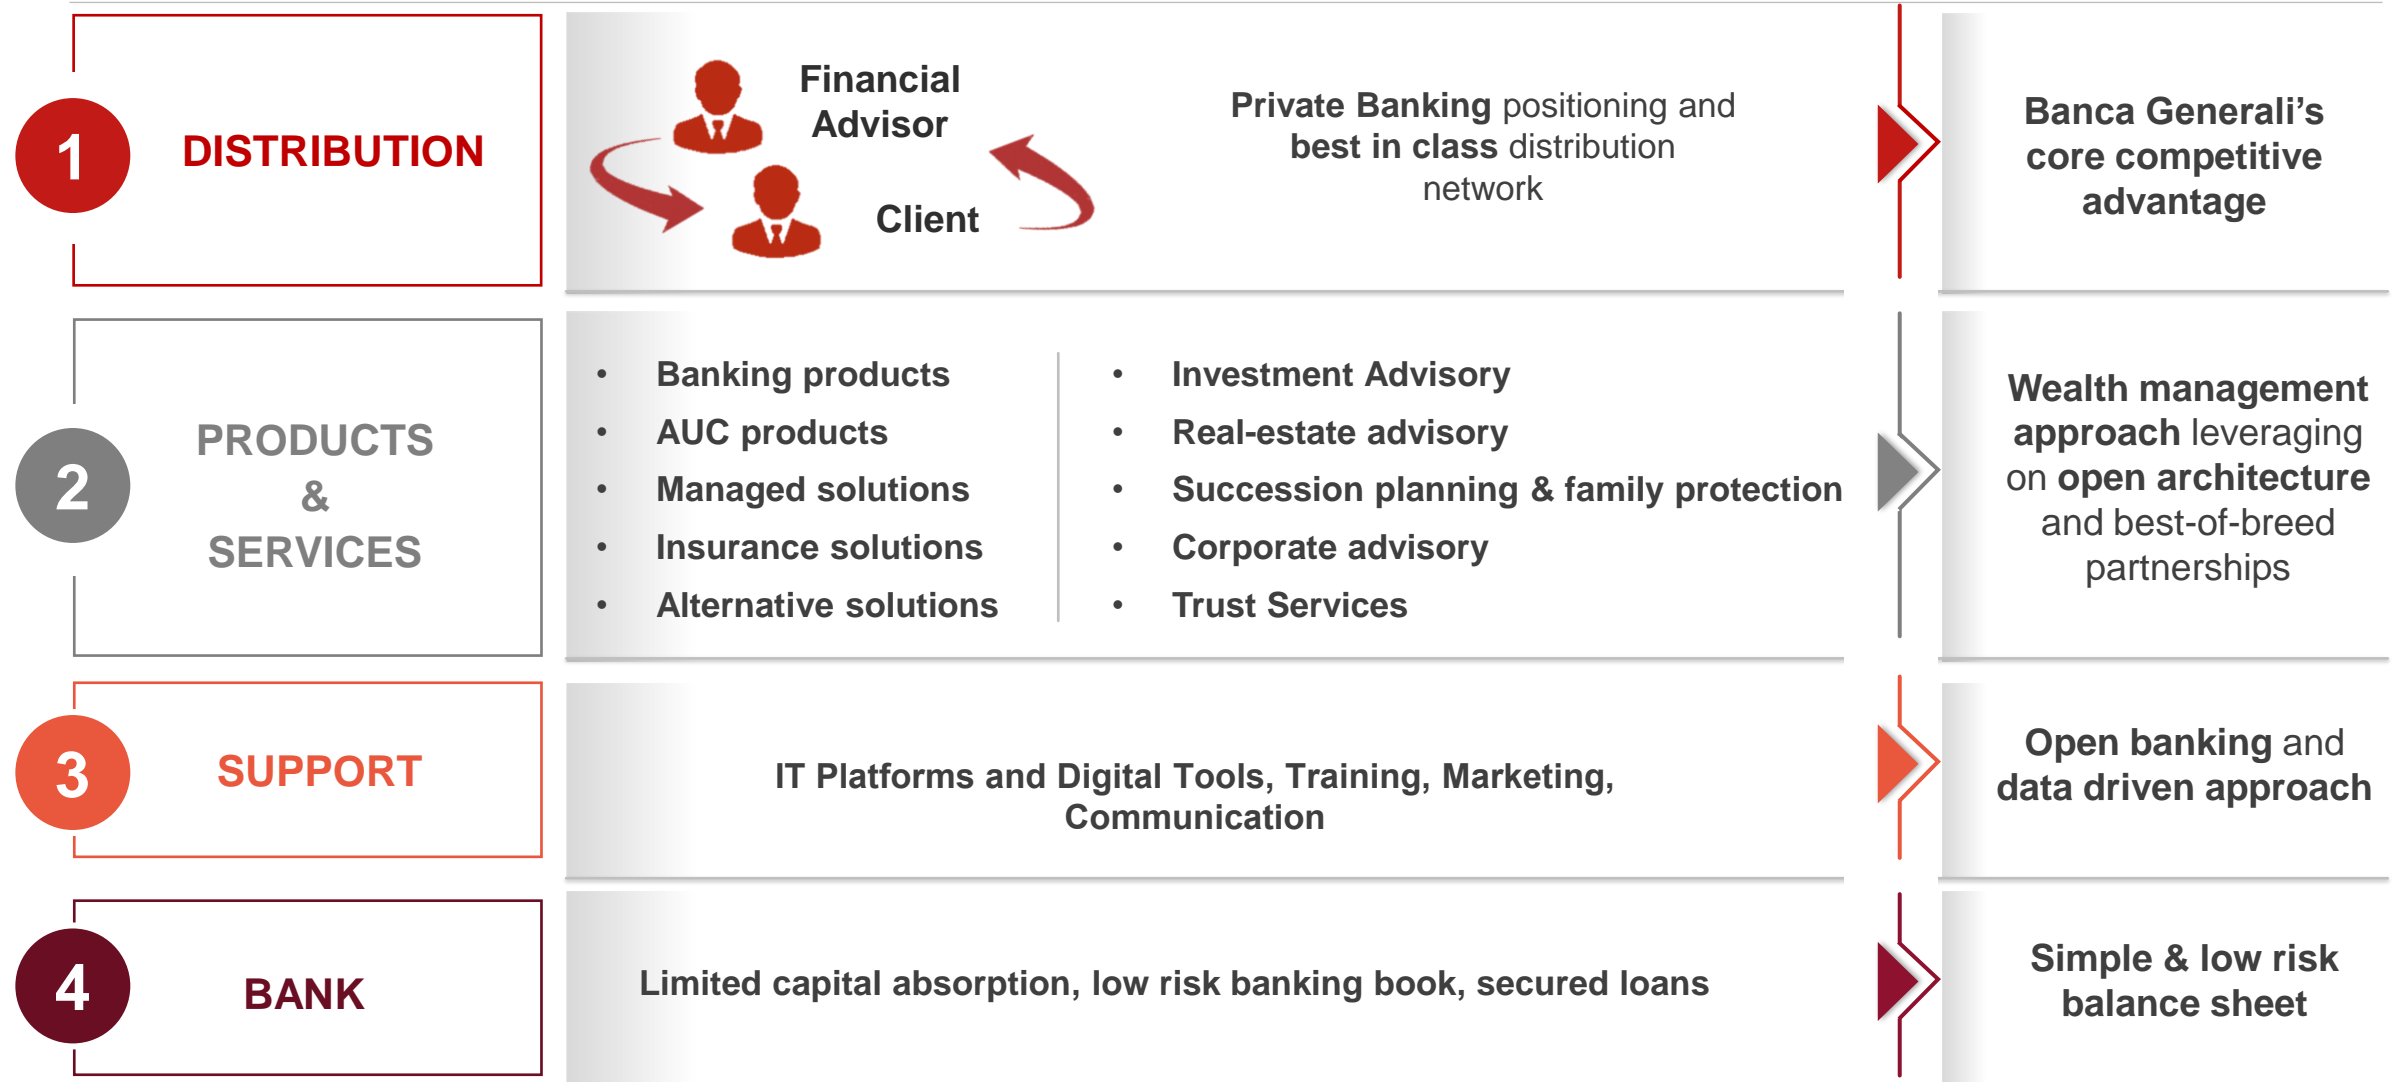 1
DISTRIBUTION
Financial
Advisor
Client
Private Banking positioning and
best in class distribution
network
Banca Generali’s
core competitive
advantage
2
PRODUCTS
&
SERVICES
• Banking products
• AUC products
• Managed solutions
• Insurance solutions
• Alternative solutions
• Investment Advisory
• Real-estate advisory
• Succession planning & family protection
• Corporate advisory
• Trust Services
Wealth management
approach leveraging
on open architecture
and best-of-breed
partnerships
3
SUPPORT
IT Platforms and Digital Tools, Training, Marketing,
Communication
Open banking and
data driven approach
4
BANK
Limited capital absorption, low risk banking book, secured loans
Simple & low risk
balance sheet